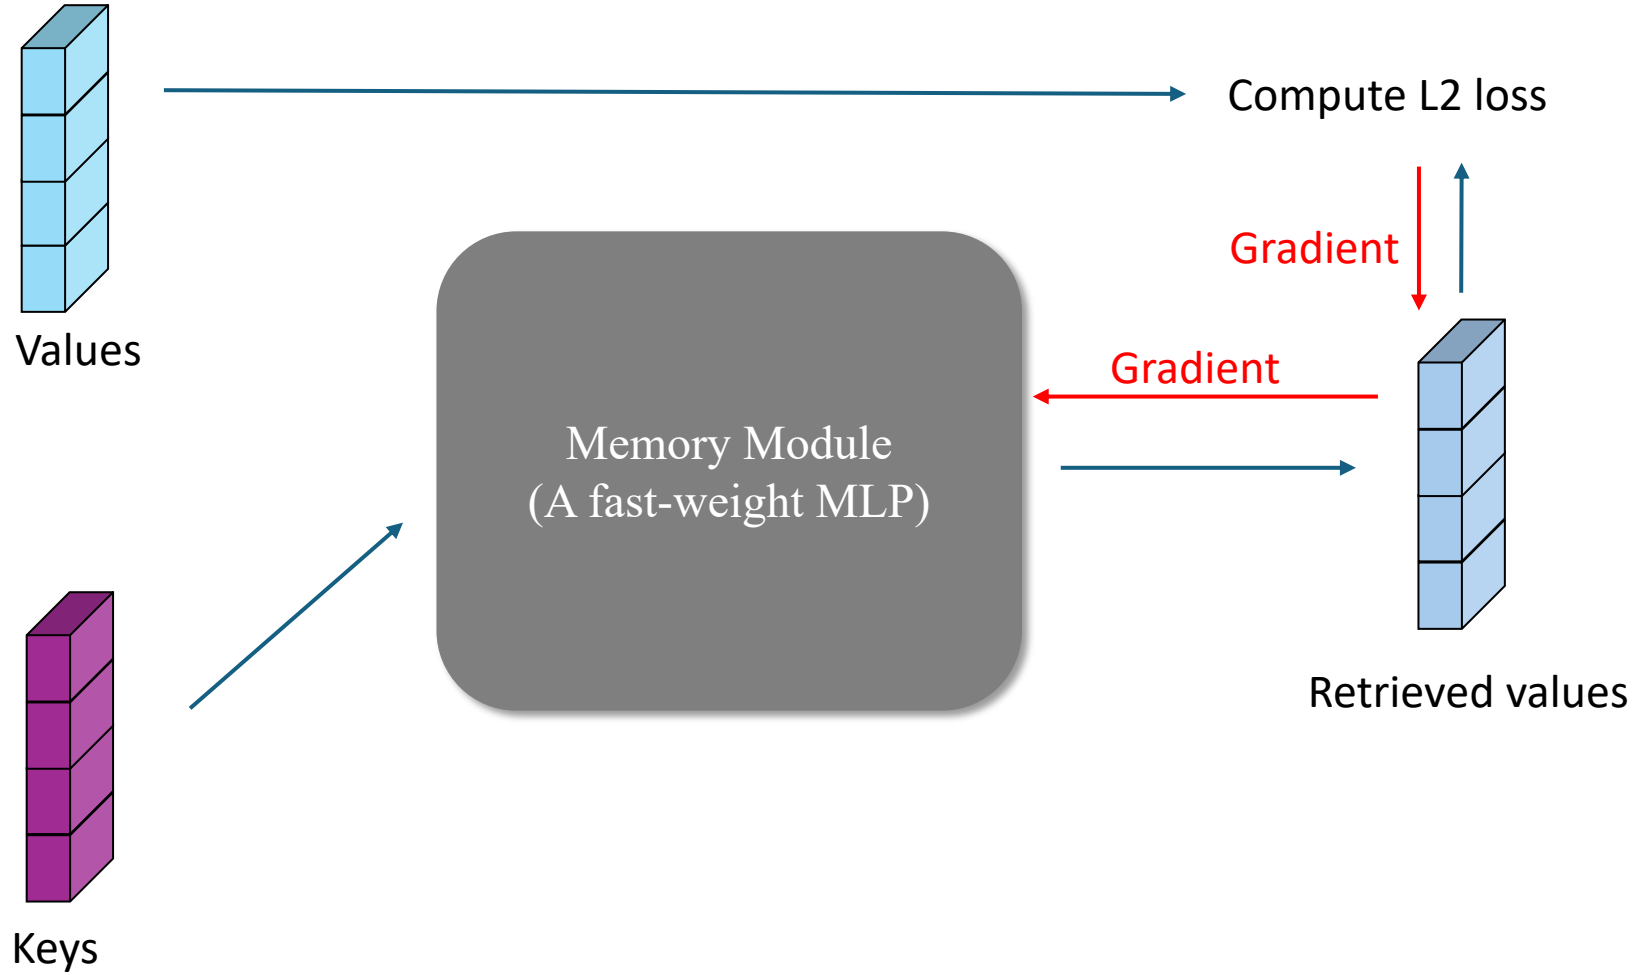 Compute L2 loss
Gradient
Values
Gradient
Memory Module
(A fast-weight MLP)
Retrieved values
Keys